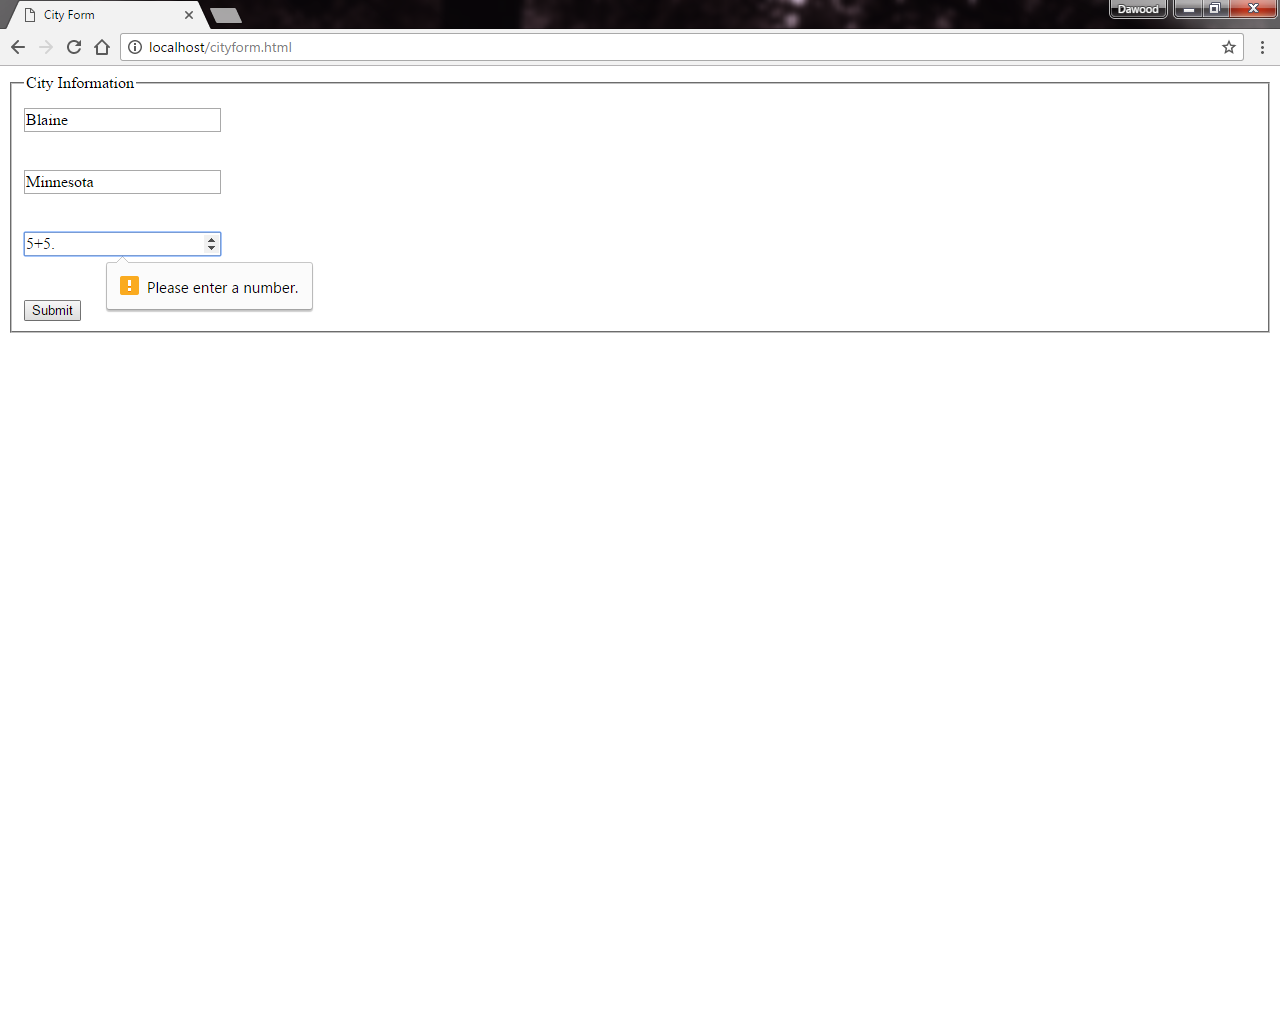 City Form
Dawood
localhost/cityform.html
City Information
Blaine
Minnesota
5+5.
Please enter a number.
Submit